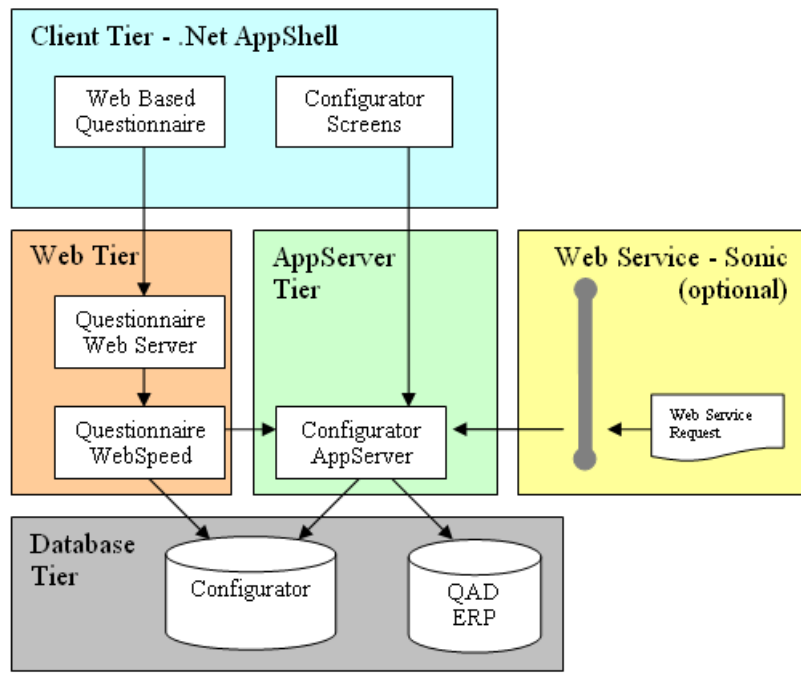 Client Tier - .Net AppShell
Web Based
Questionnaire
Configurator
Screens
Web Tier
Questionnaire
Web Server
Questionnaire
WebSpeed
AppServer
Tier
Configurator
AppServer
Web Service - Sonic
(optional)
Web Service
Request
Database
Tier
Configurator
QAD
ERP